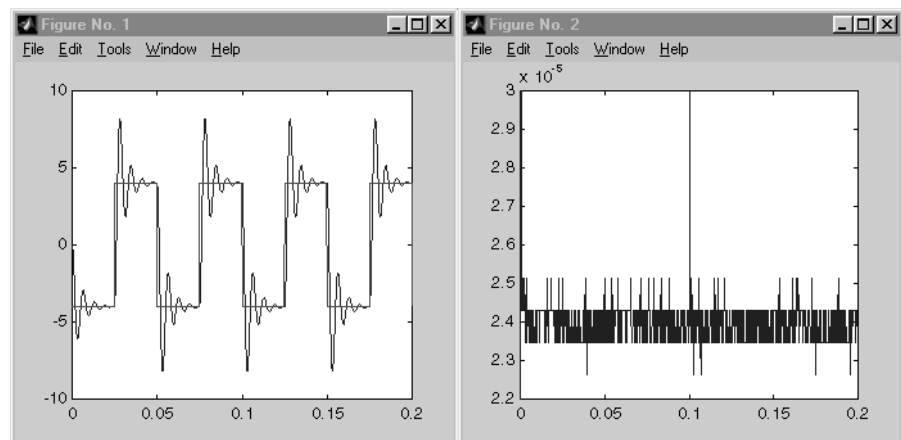 Figure No. 1
File Edit Tools Window Help
10
5
0
-5
-10
0 0.05 0.1 0.15 0.2
Figure No. 2
File Edit Tools Window Help
x 10^-5
3
2.9
2.8
2.7
2.6
2.5
2.4
2.3
2.2
0 0.05 0.1 0.15 0.2